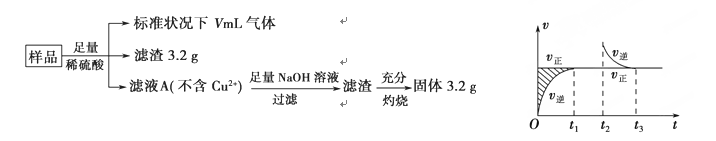 标准状况下 VmL 气体
样品 足量 稀硫酸 滤渣 3.2 g
滤液A(不含 Cu²⁺) 足量 NaOH 溶液 过滤 滤渣 充分 灼烧 固体 3.2 g
v
v逆
v正
v正
v逆
O t₁ t₂ t₃ t